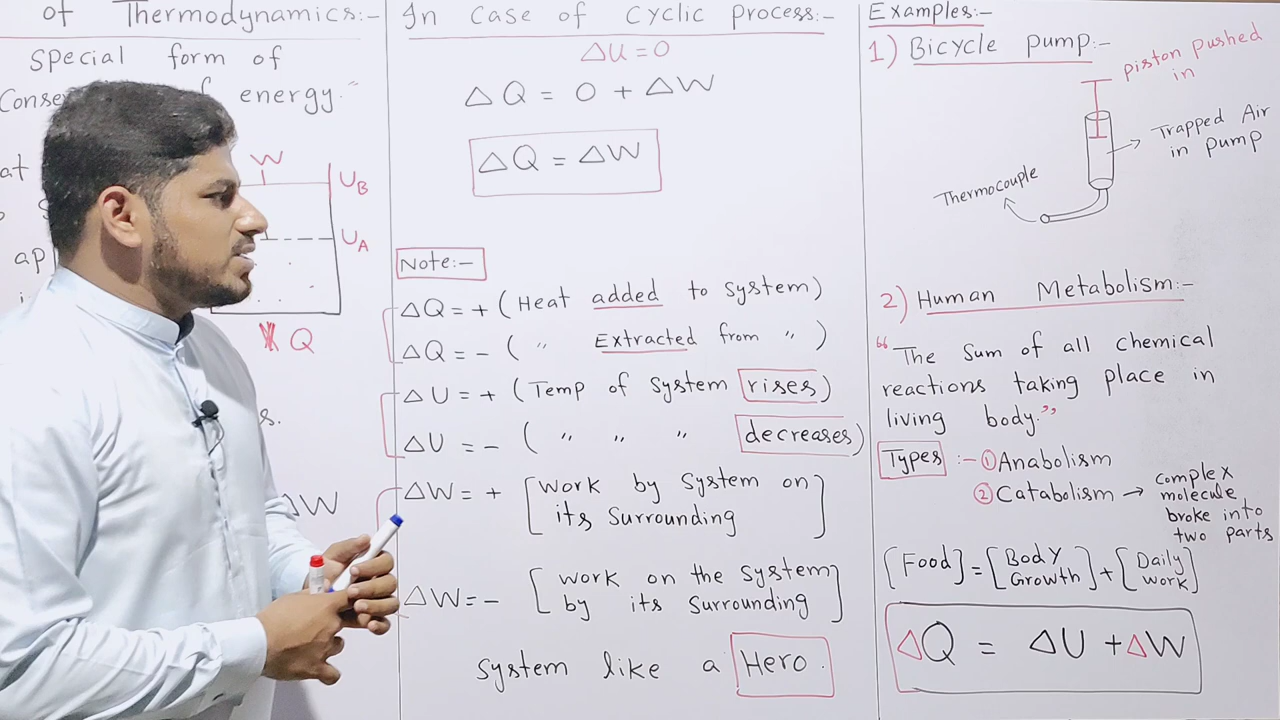 of Thermodynamics:-
special form of
energy."
W
U_B
U_A
Q
s.
ΔW
In Case of Cyclic Process:-
ΔU = 0
ΔQ = 0 + ΔW
ΔQ = ΔW
Note:-
ΔQ = + (Heat added to system)
ΔQ = - ( " Extracted from " )
ΔU = + (Temp of system rises)
ΔU = - ( " " " decreases)
ΔW = + [work by system on
its surrounding]
ΔW = - [work on the system
by its surrounding]
system like a Hero.
Examples:-
1) Bicycle pump:-
piston pushed
in
Trapped Air
in pump
Thermocouple
2) Human Metabolism:-
"The sum of all chemical
reactions taking place in
living body."
Types :- ① Anabolism
② Catabolism → complex
molecule
broke into
two parts
[Food] = [Body Growth] + [Daily work]
ΔQ = ΔU + ΔW